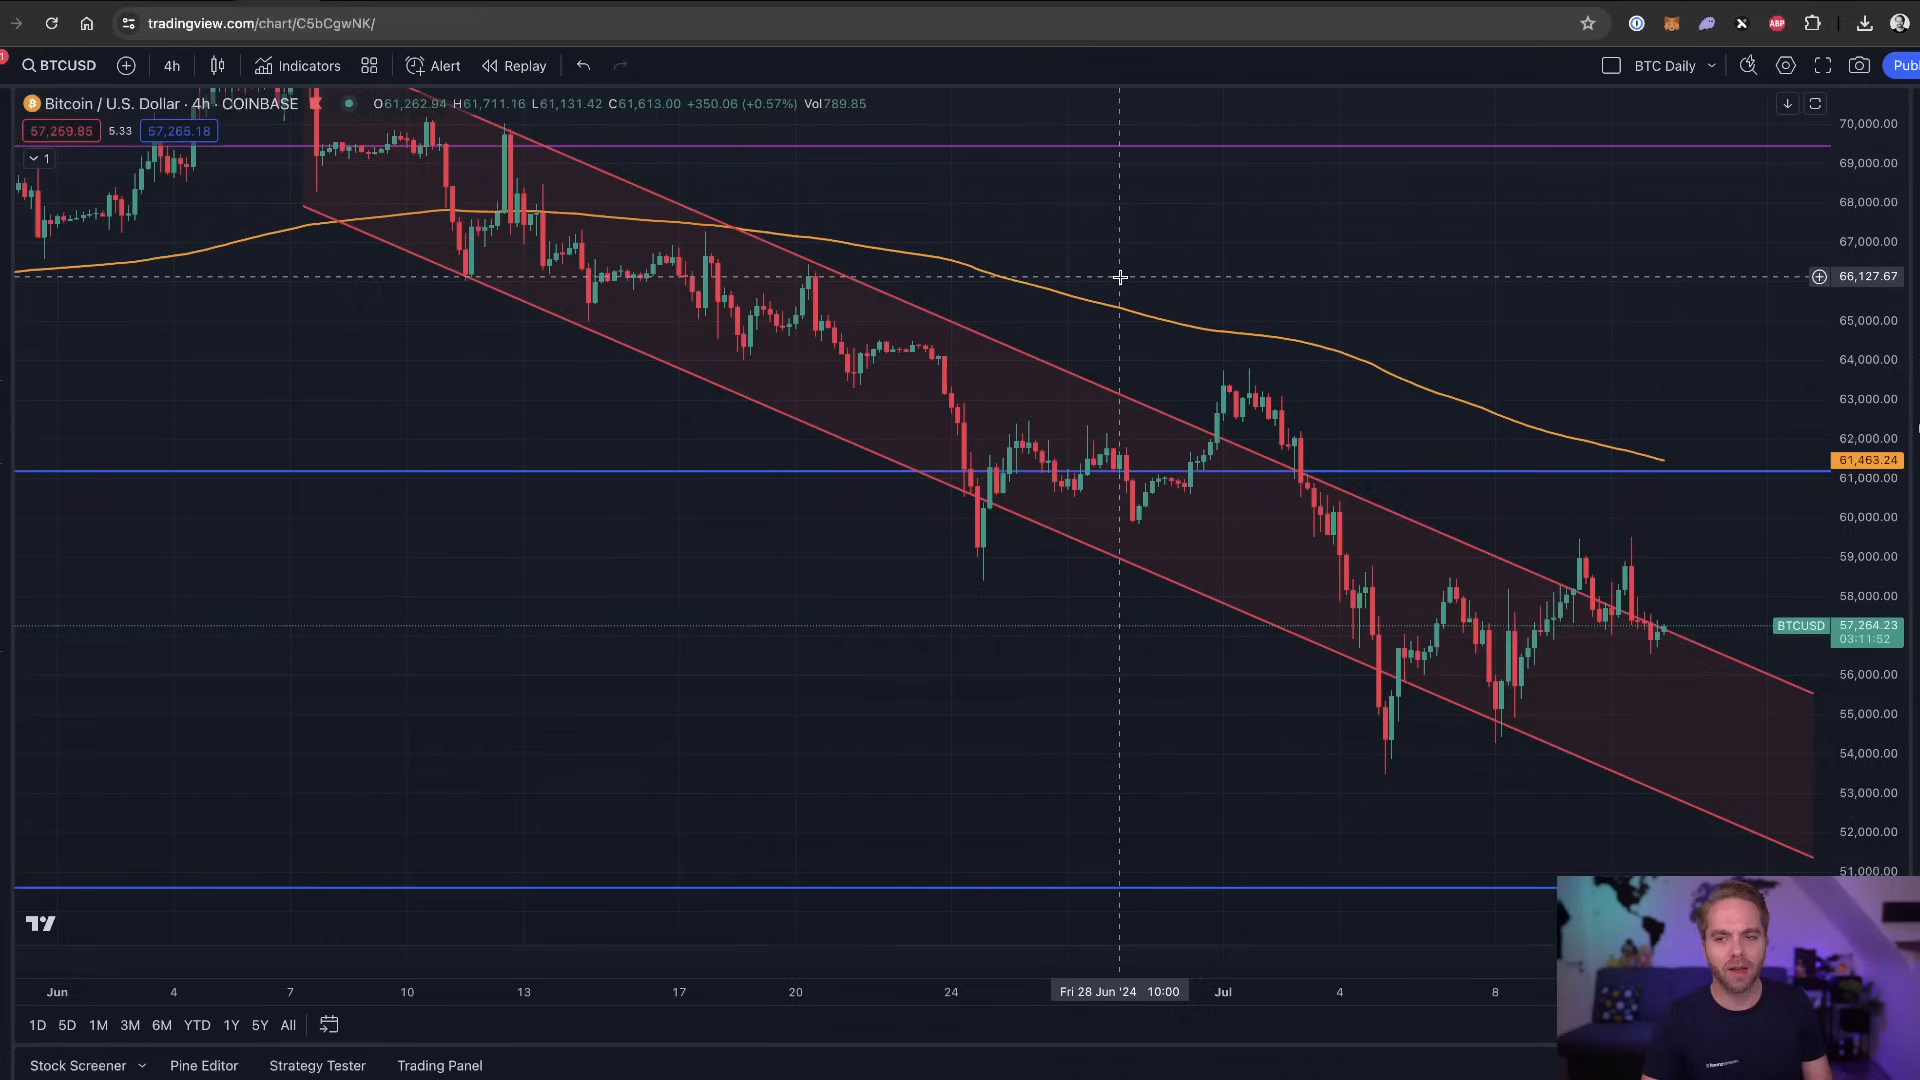 tradingview.com/chart/C5bCgwNK/
ABP
1
BTCUSD
4h
Indicators
Alert
Replay
BTC Daily
Publ
Bitcoin / U.S. Dollar · 4h · COINBASE
O61,262.94 H61,711.16 L61,131.42 C61,613.00 +350.06 (+0.57%) Vol789.85
57,259.85 5.33 57,265.18
1
70,000.00
69,000.00
68,000.00
67,000.00
66,127.67
65,000.00
64,000.00
63,000.00
62,000.00
61,463.24
61,000.00
60,000.00
59,000.00
58,000.00
BTCUSD 57,264.23
03:11:52
56,000.00
55,000.00
54,000.00
53,000.00
52,000.00
51,000.00
Jun 4 7 10 13 17 20 24 Fri 28 Jun '24 10:00 Jul 4 8
1D 5D 1M 3M 6M YTD 1Y 5Y All
Stock Screener Pine Editor Strategy Tester Trading Panel